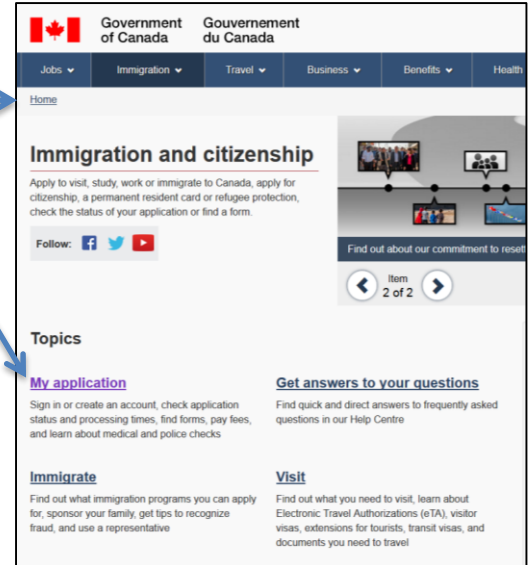 Government Gouvernement
of Canada du Canada
Jobs Immigration Travel Business Benefits Health
Home
Immigration and citizenship
Apply to visit, study, work or immigrate to Canada, apply for
citizenship, a permanent resident card or refugee protection,
check the status of your application or find a form.
Follow:
Find out about our commitment to resett
Item
2 of 2
Topics
My application
Sign in or create an account, check application
status and processing times, find forms, pay fees,
and learn about medical and police checks
Get answers to your questions
Find quick and direct answers to frequently asked
questions in our Help Centre
Immigrate
Find out what immigration programs you can apply
for, sponsor your family, get tips to recognize
fraud, and use a representative
Visit
Find out what you need to visit, learn about
Electronic Travel Authorizations (eTA), visitor
visas, extensions for tourists, transit visas, and
documents you need to travel